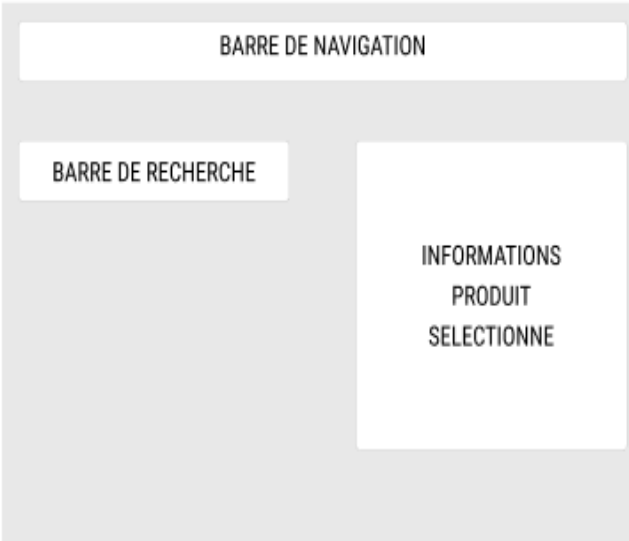 BARRE DE NAVIGATION
BARRE DE RECHERCHE
INFORMATIONS
PRODUIT
SELECTIONNE